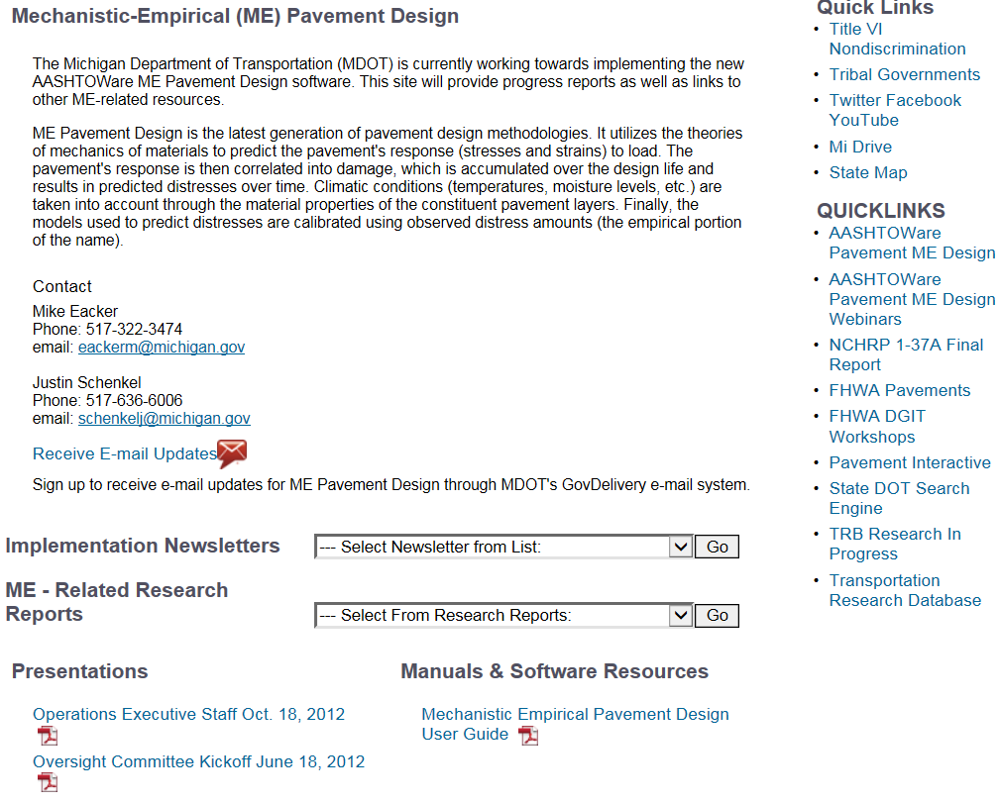 Mechanistic-Empirical (ME) Pavement Design
The Michigan Department of Transportation (MDOT) is currently working towards implementing the new
AASHTOWare ME Pavement Design software. This site will provide progress reports as well as links to
other ME-related resources.
ME Pavement Design is the latest generation of pavement design methodologies. It utilizes the theories
of mechanics of materials to predict the pavement's response (stresses and strains) to load. The
pavement's response is then correlated into damage, which is accumulated over the design life and
results in predicted distresses over time. Climatic conditions (temperatures, moisture levels, etc.) are
taken into account through the material properties of the constituent pavement layers. Finally, the
models used to predict distresses are calibrated using observed distress amounts (the empirical portion
of the name).
Contact
Mike Eacker
Phone: 517-322-3474
email: eackerm@michigan.gov
Justin Schenkel
Phone: 517-636-6006
email: schenkelj@michigan.gov
Receive E-mail Updates
Sign up to receive e-mail updates for ME Pavement Design through MDOT's GovDelivery e-mail system.
Implementation Newsletters
--- Select Newsletter from List:
Go
ME - Related Research
Reports
--- Select From Research Reports:
Go
Presentations
Operations Executive Staff Oct. 18, 2012
Oversight Committee Kickoff June 18, 2012
Manuals & Software Resources
Mechanistic Empirical Pavement Design
User Guide
Quick Links
• Title VI
Nondiscrimination
• Tribal Governments
• Twitter Facebook
YouTube
• Mi Drive
• State Map
QUICKLINKS
• AASHTOWare
Pavement ME Design
• AASHTOWare
Pavement ME Design
Webinars
• NCHRP 1-37A Final
Report
• FHWA Pavements
• FHWA DGIT
Workshops
• Pavement Interactive
• State DOT Search
Engine
• TRB Research In
Progress
• Transportation
Research Database